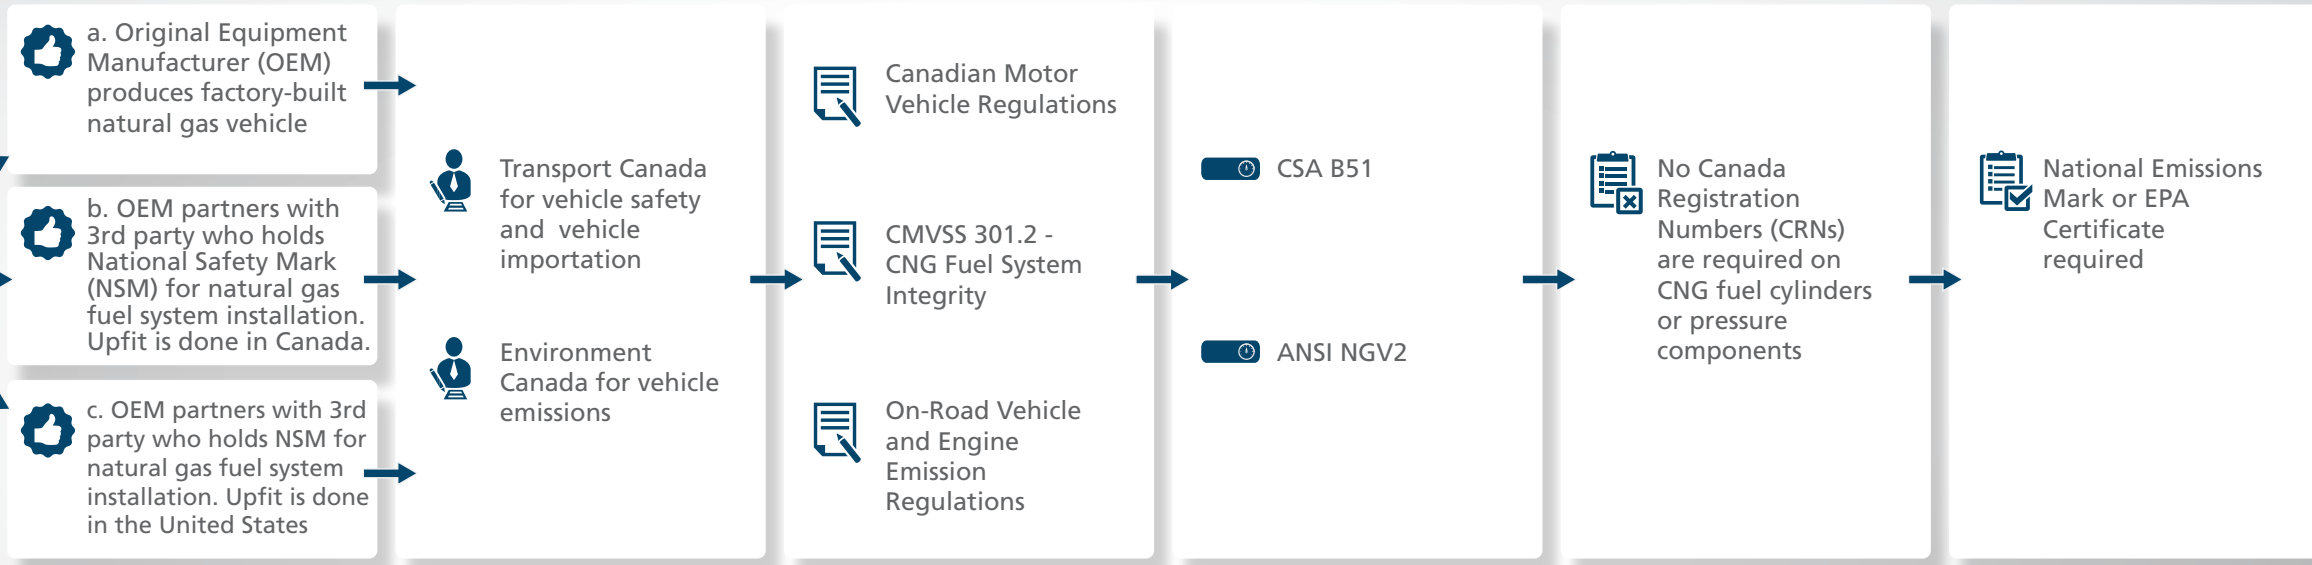 a. Original Equipment
Manufacturer (OEM)
produces factory-built
natural gas vehicle
b. OEM partners with
3rd party who holds
National Safety Mark
(NSM) for natural gas
fuel system installation.
Upfit is done in Canada.
c. OEM partners with 3rd
party who holds NSM for
natural gas fuel system
installation. Upfit is done
in the United States
Transport Canada
for vehicle safety
and vehicle
importation
Environment
Canada for vehicle
emissions
Canadian Motor
Vehicle Regulations
CMVSS 301.2 -
CNG Fuel System
Integrity
On-Road Vehicle
and Engine
Emission
Regulations
CSA B51
ANSI NGV2
No Canada
Registration
Numbers (CRNs)
are required on
CNG fuel cylinders
or pressure
components
National Emissions
Mark or EPA
Certificate
required